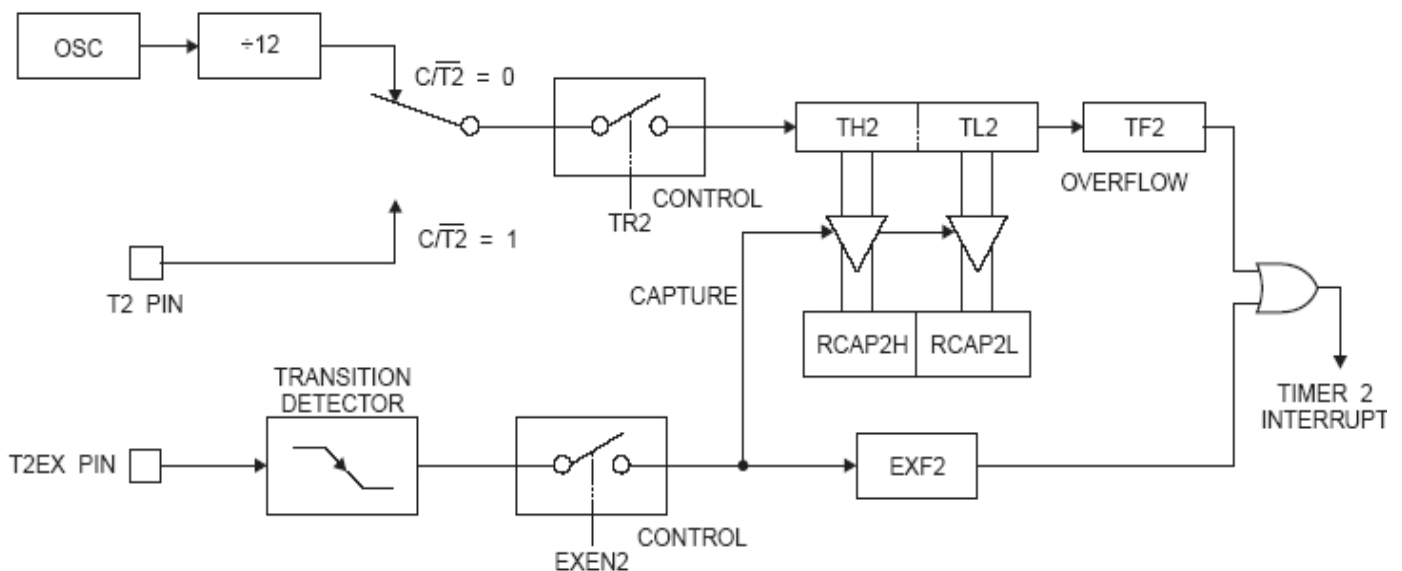 OSC
÷12
C/T2 = 0
TH2
TL2
TF2
OVERFLOW
CONTROL
TR2
C/T2 = 1
T2 PIN
CAPTURE
RCAP2H
RCAP2L
TRANSITION
DETECTOR
TIMER 2
INTERRUPT
T2EX PIN
EXF2
CONTROL
EXEN2